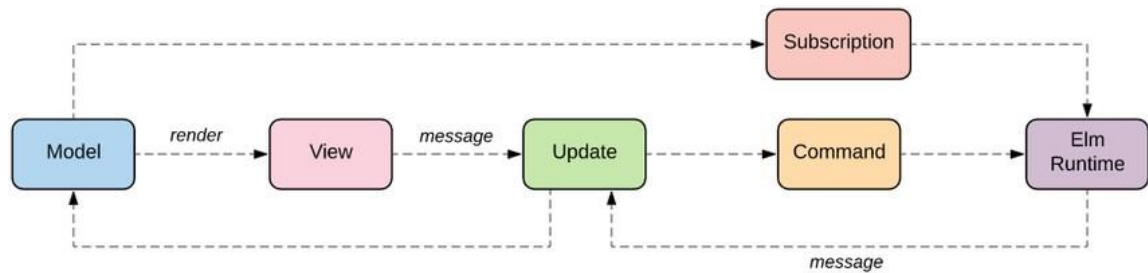 Subscription
Model
render
View
message
Update
Command
Elm
Runtime
message